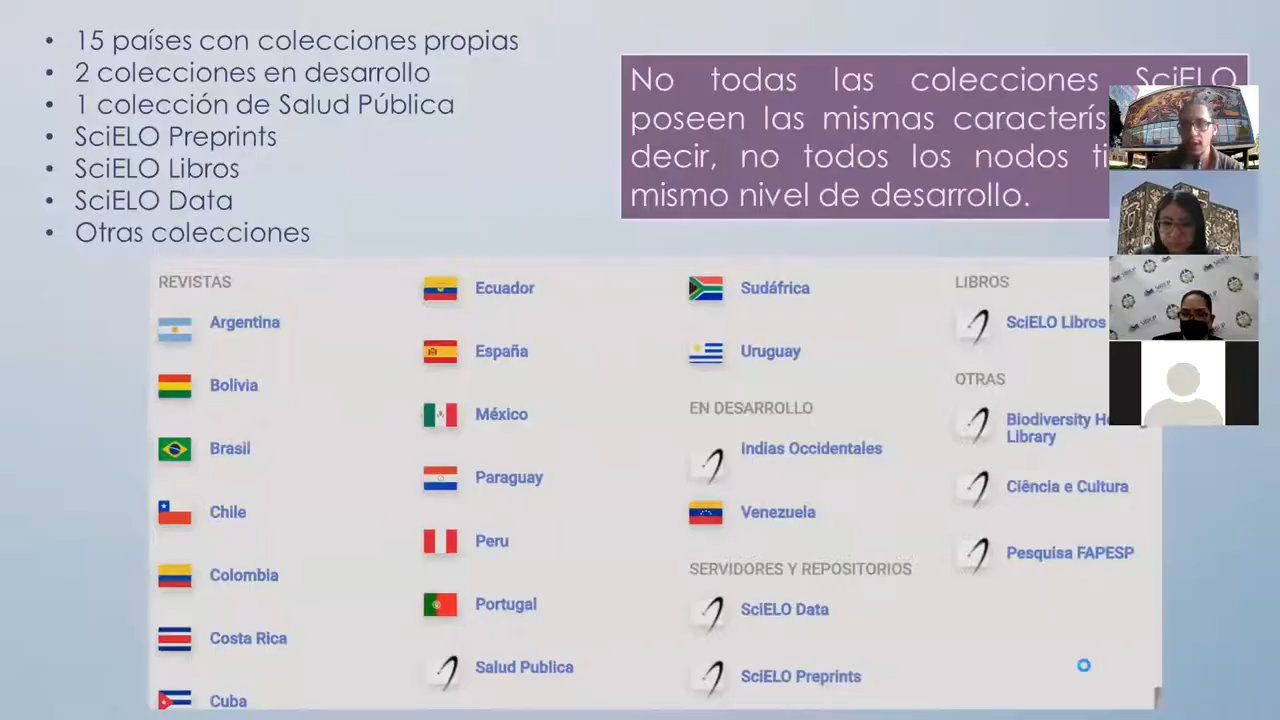 • 15 países con colecciones propias
• 2 colecciones en desarrollo
• 1 colección de Salud Pública
• SciELO Preprints
• SciELO Libros
• SciELO Data
• Otras colecciones
No todas las colecciones SciELO
poseen las mismas caracterís
decir, no todos los nodos ti
mismo nivel de desarrollo.
REVISTAS
Argentina
Bolivia
Brasil
Chile
Colombia
Costa Rica
Cuba
Ecuador
España
México
Paraguay
Peru
Portugal
Salud Publica
Sudáfrica
Uruguay
EN DESARROLLO
Indias Occidentales
Venezuela
SERVIDORES Y REPOSITORIOS
SciELO Data
SciELO Preprints
LIBROS
SciELO Libros
OTRAS
Biodiversity He
Library
Ciência e Cultura
Pesquisa FAPESP